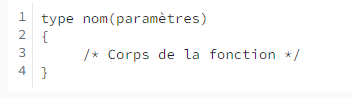 1 type nom(paramètres)
2 {
3 /* Corps de la fonction */
4 }